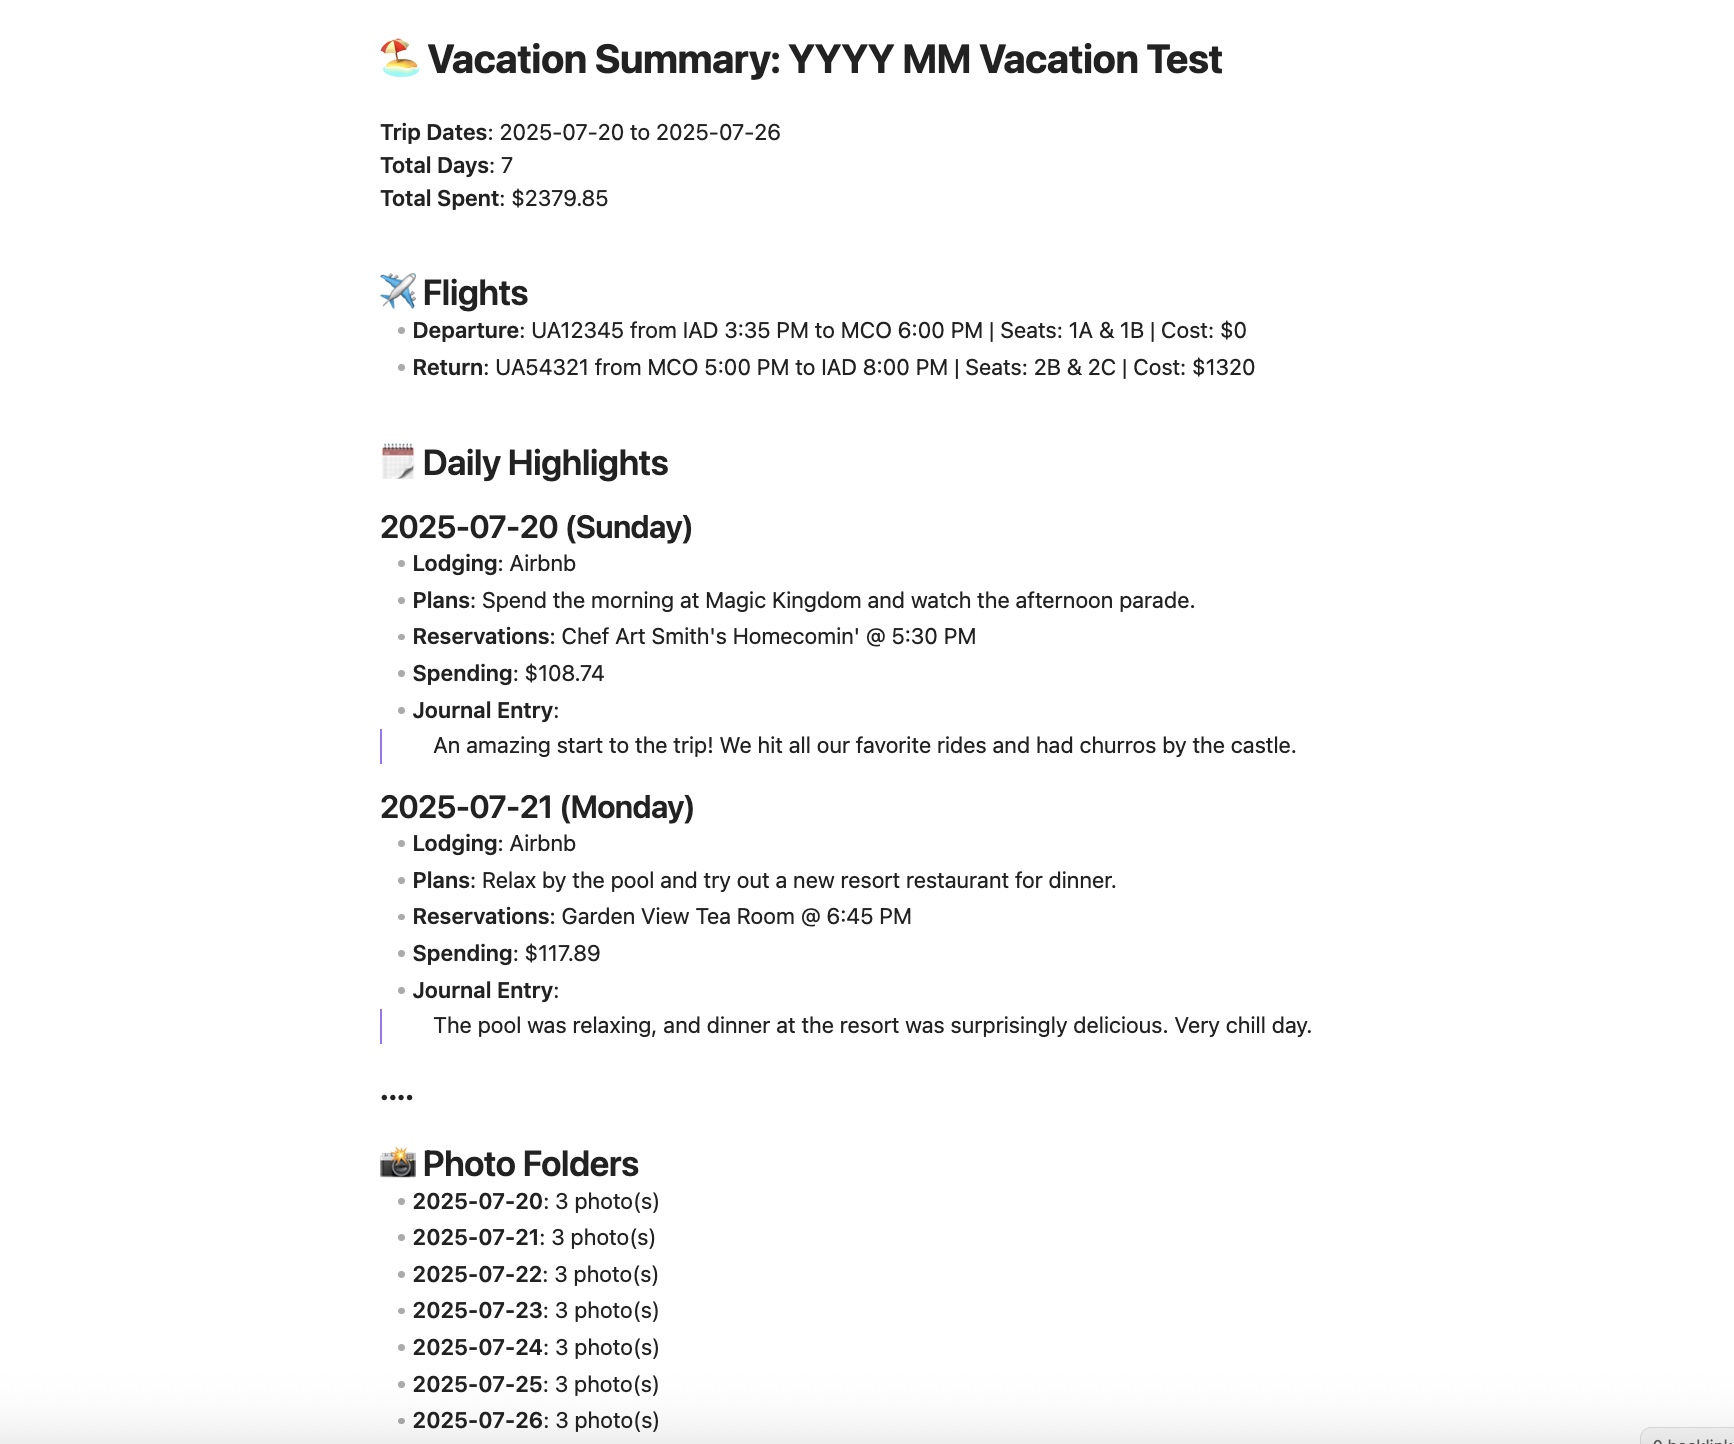 🏖️ Vacation Summary: YYYY MM Vacation Test
Trip Dates: 2025-07-20 to 2025-07-26
Total Days: 7
Total Spent: $2379.85
✈️ Flights
• Departure: UA12345 from IAD 3:35 PM to MCO 6:00 PM | Seats: 1A & 1B | Cost: $0
• Return: UA54321 from MCO 5:00 PM to IAD 8:00 PM | Seats: 2B & 2C | Cost: $1320
🗓️ Daily Highlights
2025-07-20 (Sunday)
• Lodging: Airbnb
• Plans: Spend the morning at Magic Kingdom and watch the afternoon parade.
• Reservations: Chef Art Smith's Homecomin' @ 5:30 PM
• Spending: $108.74
• Journal Entry:
An amazing start to the trip! We hit all our favorite rides and had churros by the castle.
2025-07-21 (Monday)
• Lodging: Airbnb
• Plans: Relax by the pool and try out a new resort restaurant for dinner.
• Reservations: Garden View Tea Room @ 6:45 PM
• Spending: $117.89
• Journal Entry:
The pool was relaxing, and dinner at the resort was surprisingly delicious. Very chill day.
....
📸 Photo Folders
• 2025-07-20: 3 photo(s)
• 2025-07-21: 3 photo(s)
• 2025-07-22: 3 photo(s)
• 2025-07-23: 3 photo(s)
• 2025-07-24: 3 photo(s)
• 2025-07-25: 3 photo(s)
• 2025-07-26: 3 photo(s)